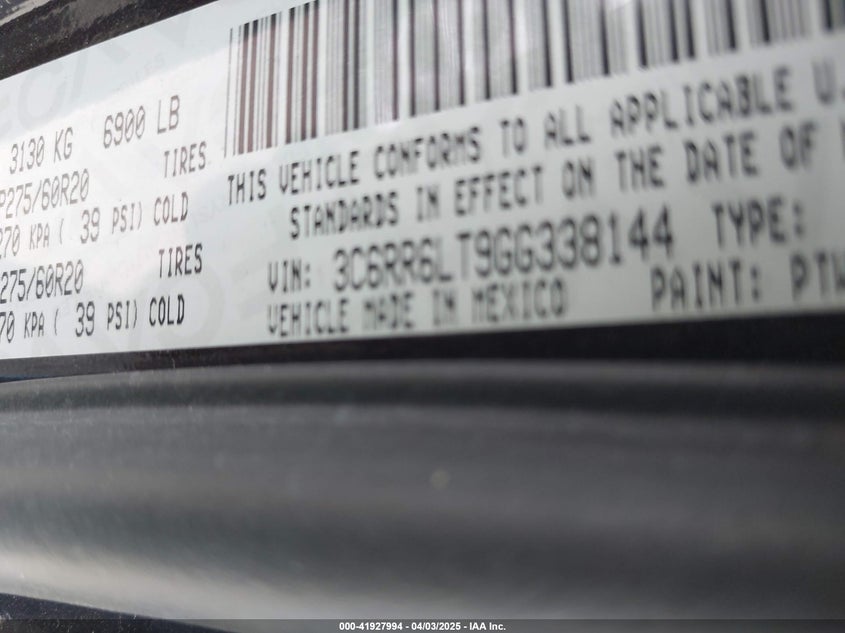 3130 KG 6900 LB
P275/60R20 TIRES
270 KPA ( 39 PSI) COLD
275/60R20 TIRES
70 KPA ( 39 PSI) COLD
THIS VEHICLE CONFORMS TO ALL APPLICABLE U.
STANDARDS IN EFFECT ON THE DATE OF
VIN: 3C6RR6LT9GG338144 TYPE:
VEHICLE MADE IN MEXICO PAINT: PTW
000-41927994 - 04/03/2025 - IAA Inc.